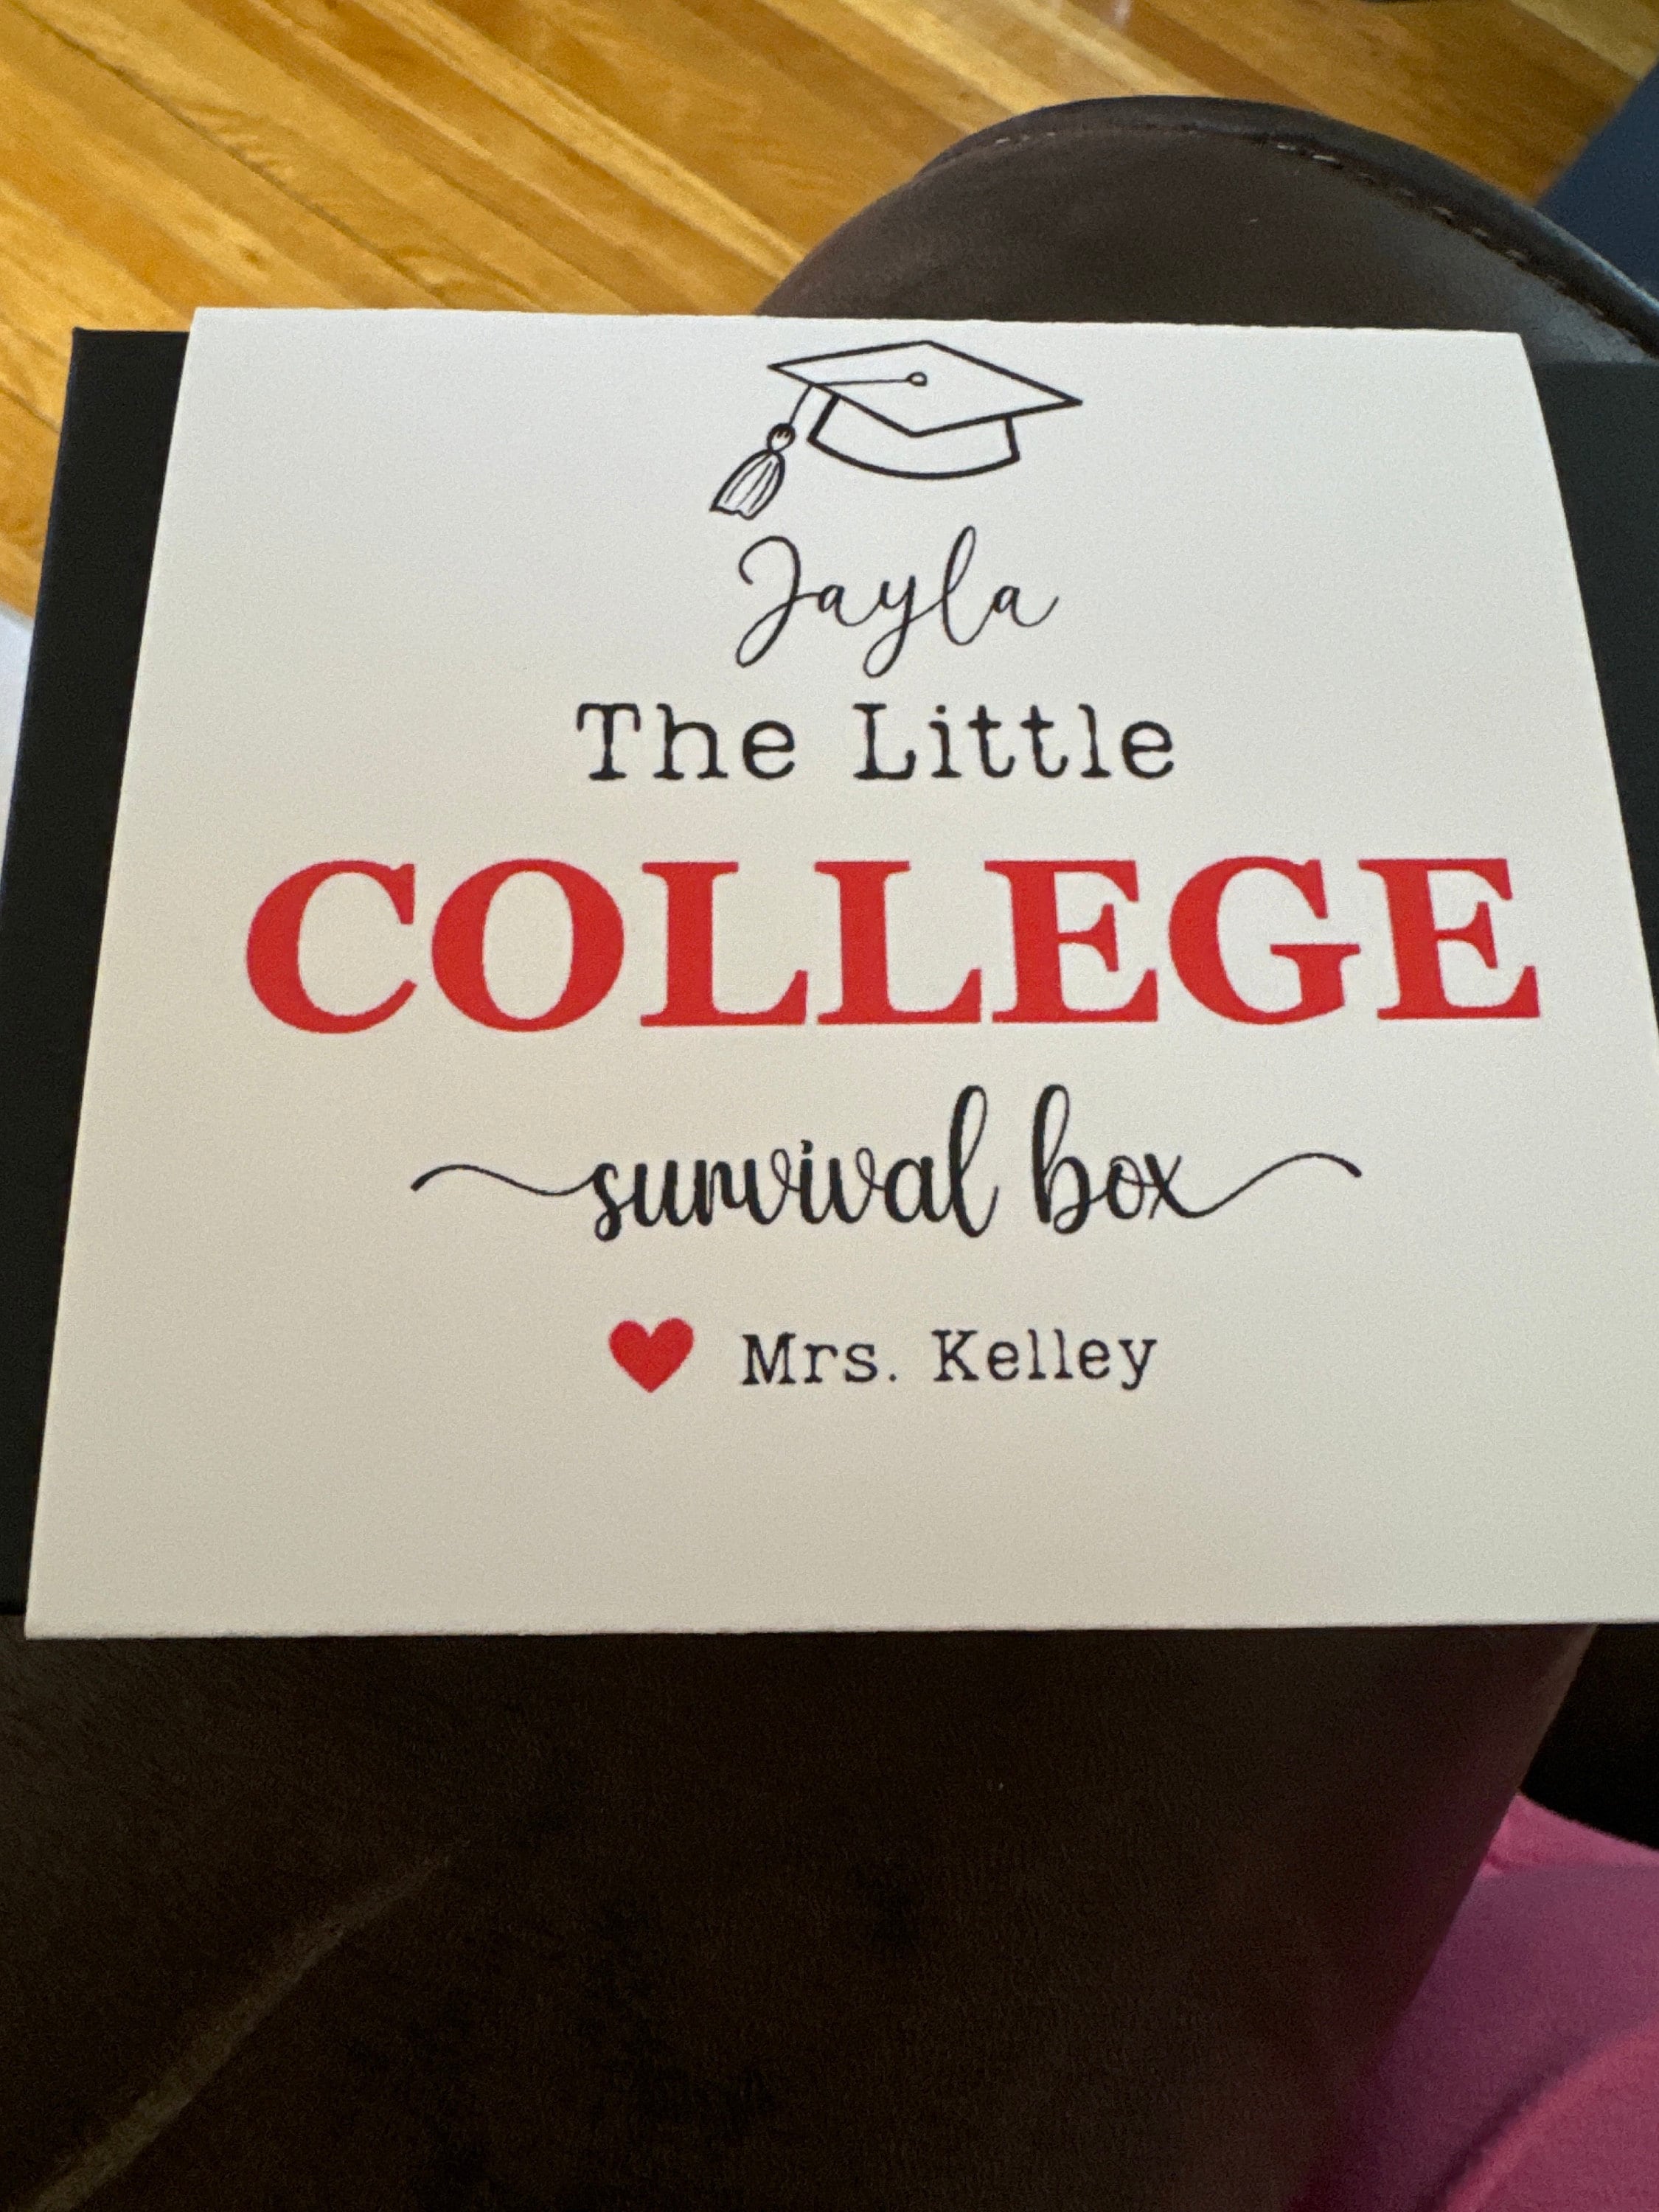 Jayla
The Little
COLLEGE
survival box
Mrs. Kelley